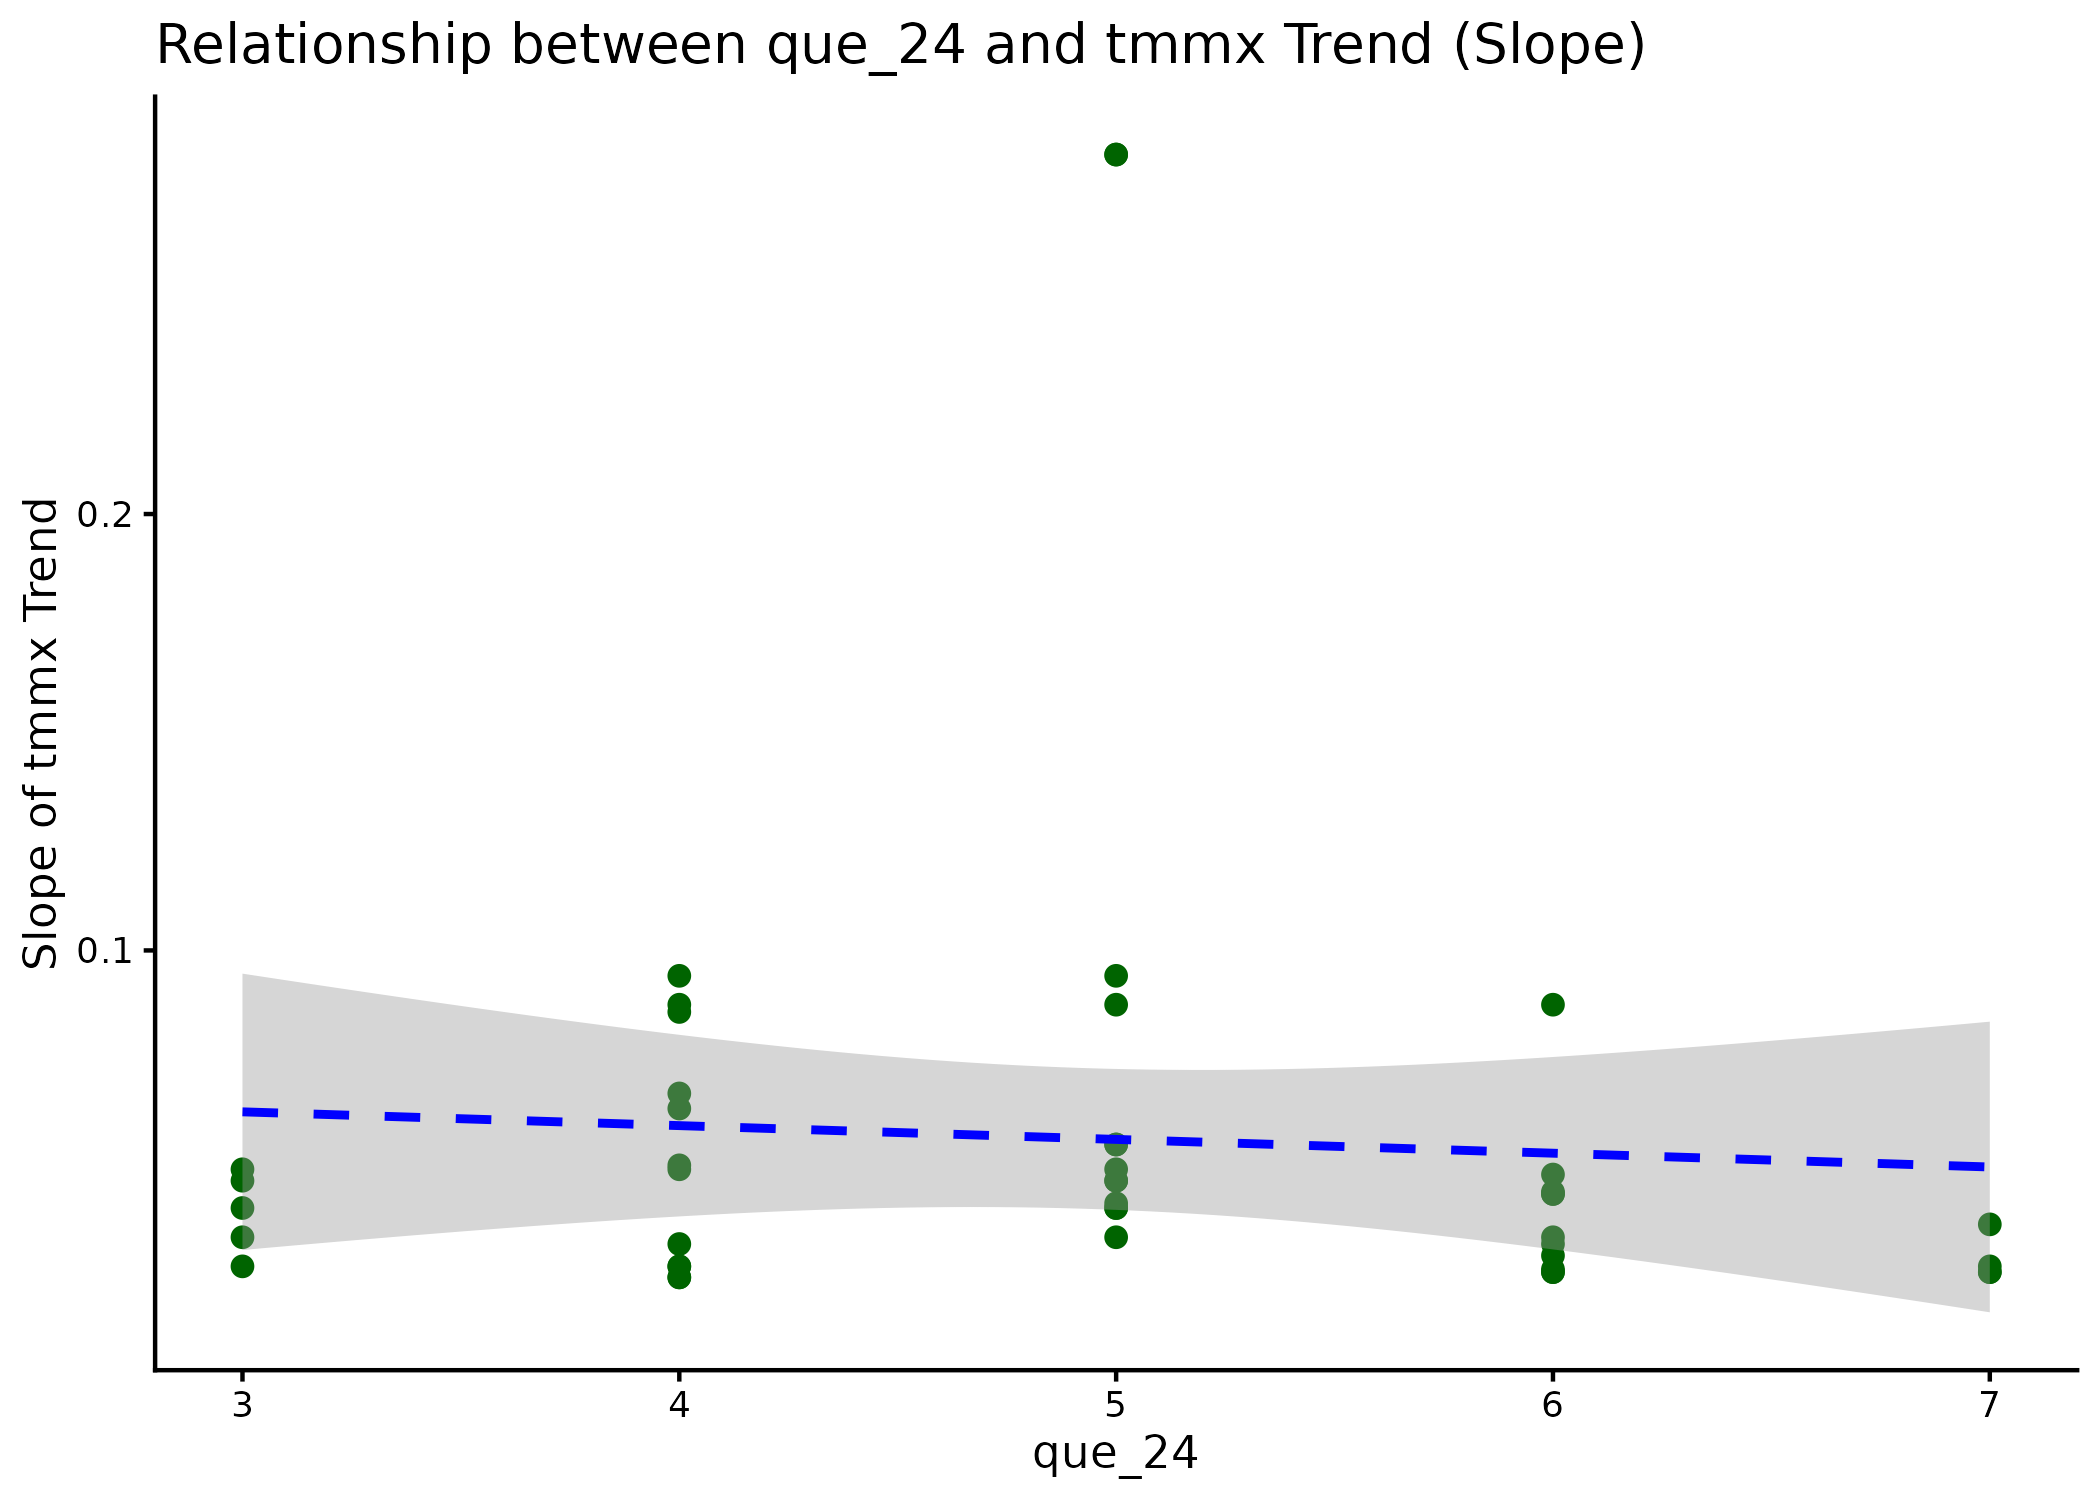 Relationship between que_24 and tmmx Trend (Slope)
Slope of tmmx Trend
0.2
0.1
3 4 5 6 7
que_24